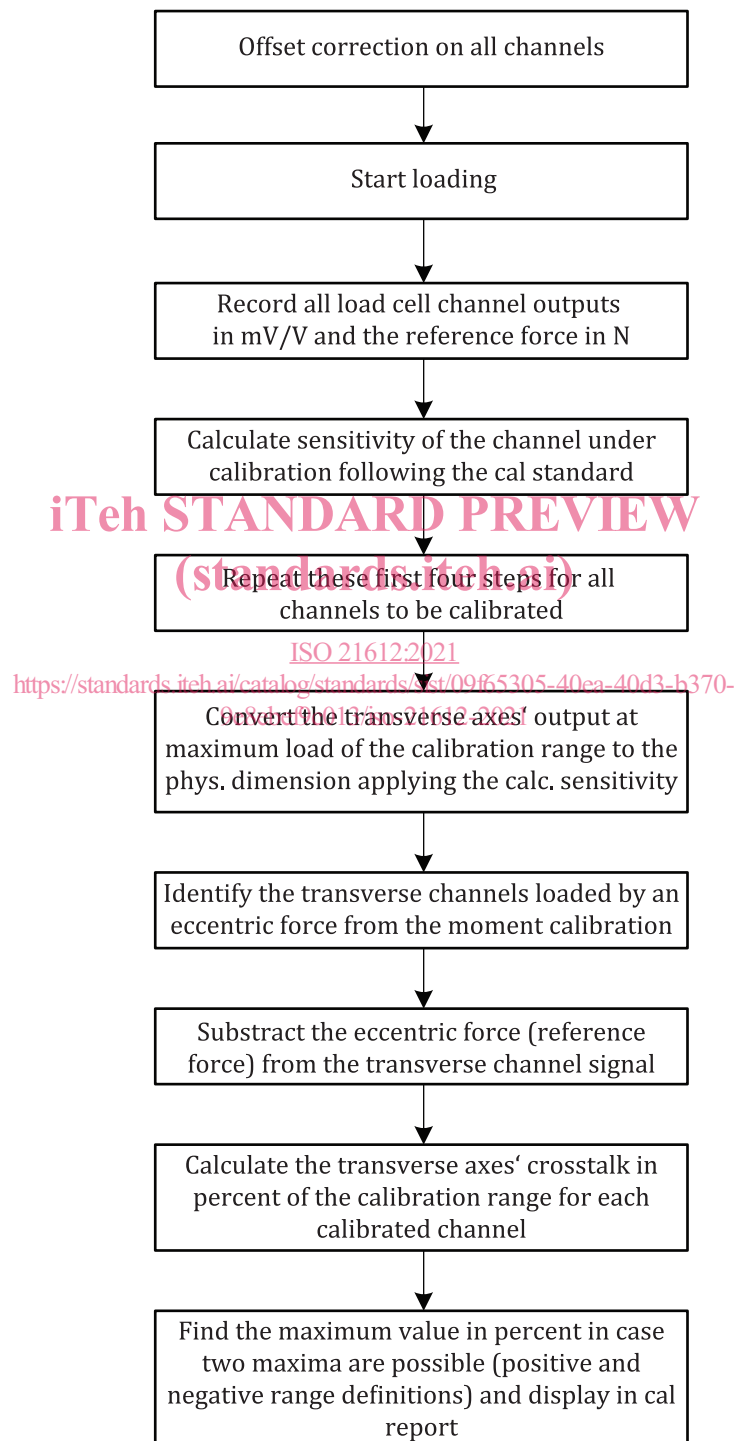 Offset correction on all channels
Start loading
Record all load cell channel outputs
in mV/V and the reference force in N
Calculate sensitivity of the channel under
calibration following the cal standard
iTeh STANDARD PREVIEW
(standards.iteh.ai)
Repeat these first four steps for all
channels to be calibrated
ISO 21612:2021
https://standards.iteh.ai/catalog/standards/sist/09f65305-40ea-40d3-b370-
Convert the transverse axes‘ output at
maximum load of the calibration range to the
phys. dimension applying the calc. sensitivity
Identify the transverse channels loaded by an
eccentric force from the moment calibration
Substract the eccentric force (reference
force) from the transverse channel signal
Calculate the transverse axes‘ crosstalk in
percent of the calibration range for each
calibrated channel
Find the maximum value in percent in case
two maxima are possible (positive and
negative range definitions) and display in cal
report